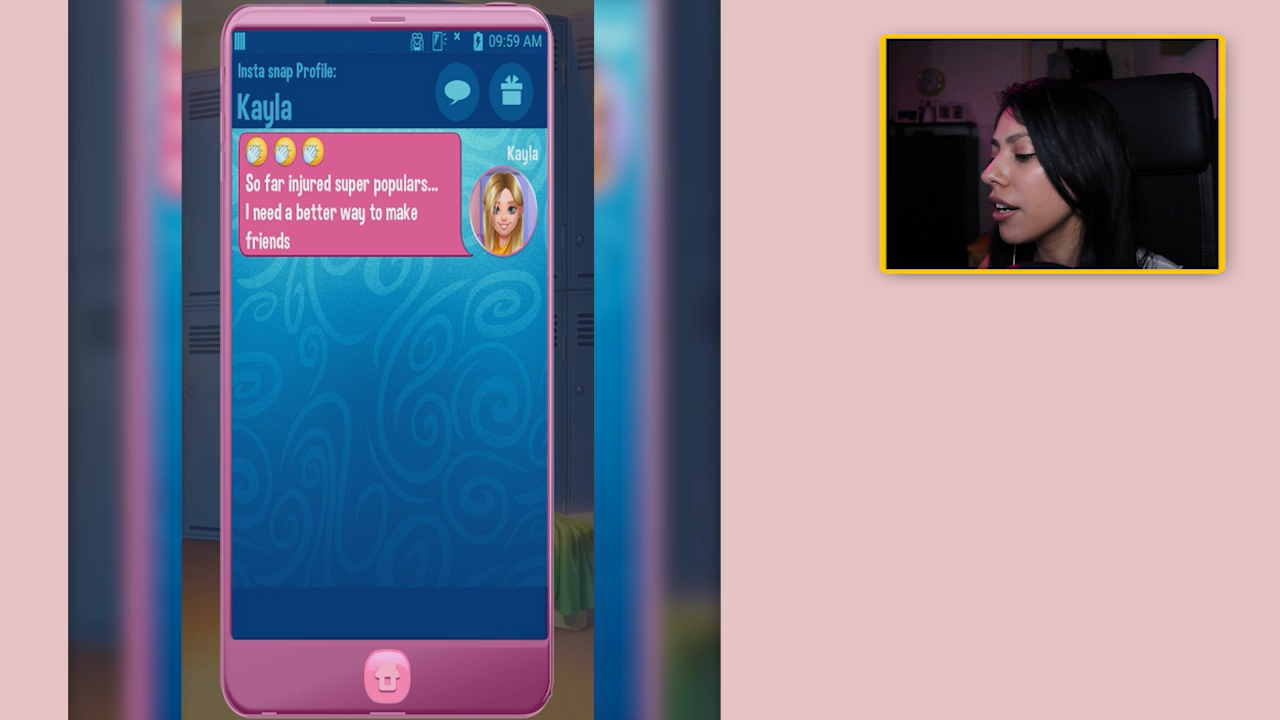 09:59 AM
Insta snap Profile:
Kayla
Kayla
So far injured super populars...
I need a better way to make
friends